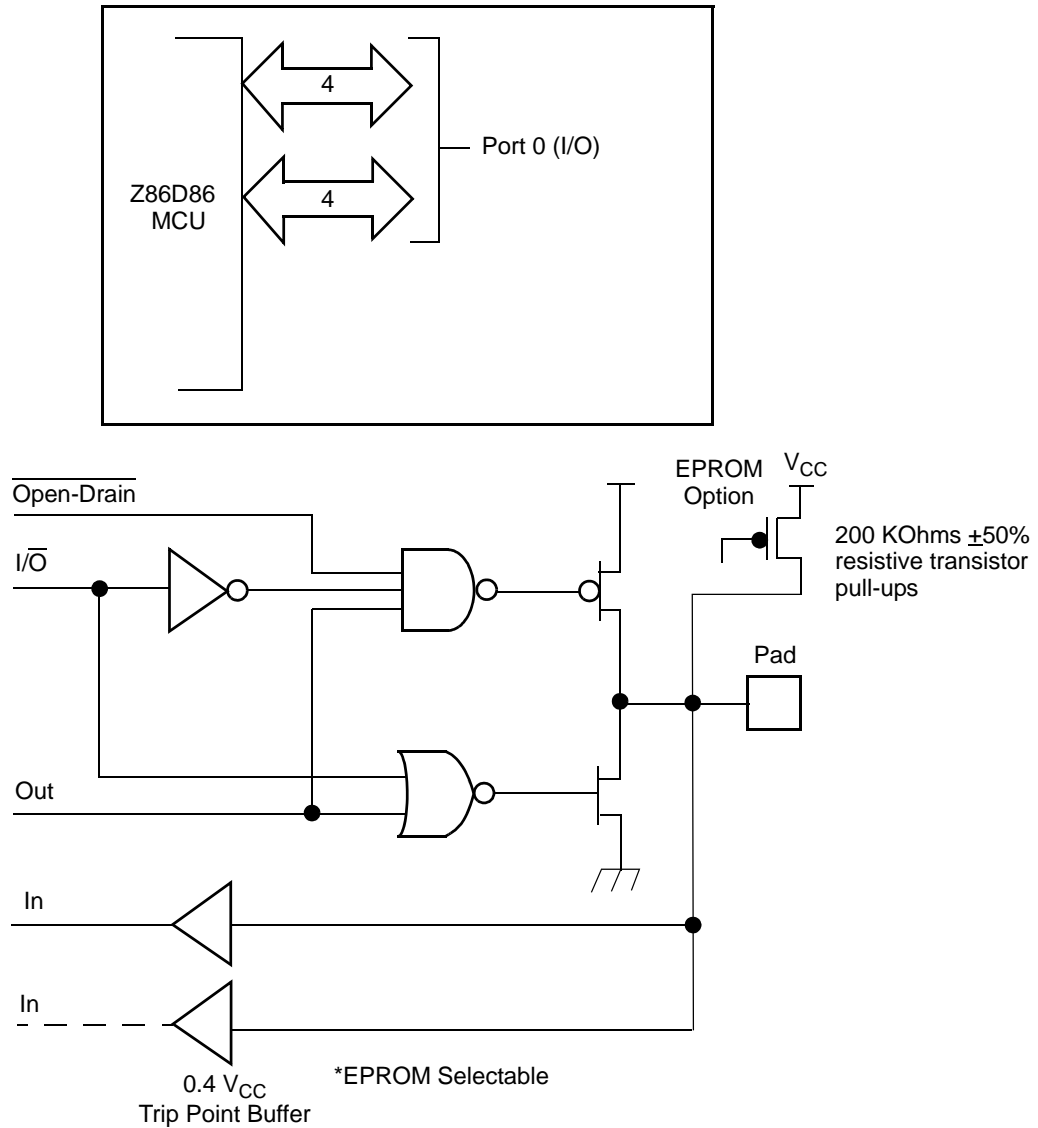 4
Port 0 (I/O)
4
Z86D86
MCU
Open-Drain
I/O
EPROM
Option
VCC
200 KOhms ±50%
resistive transistor
pull-ups
Pad
Out
In
In
0.4 VCC
Trip Point Buffer
*EPROM Selectable